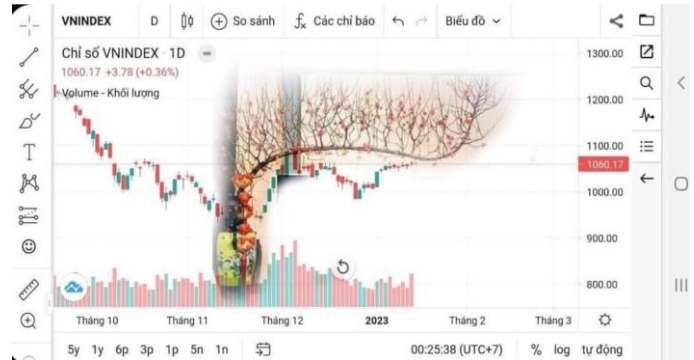 VNINDEX D So sánh Các chỉ báo Biểu đồ
Chỉ số VNINDEX · 1D
1060.17 +3.78 (+0.36%)
Volume - Khối lượng
1300.00
1200.00
1100.00
1060.17
1000.00
900.00
800.00
Tháng 10 Tháng 11 Tháng 12 2023 Tháng 2 Tháng 3
5y 1y 6p 3p 1p 5n 1n 00:25:38 (UTC+7) % log tự động